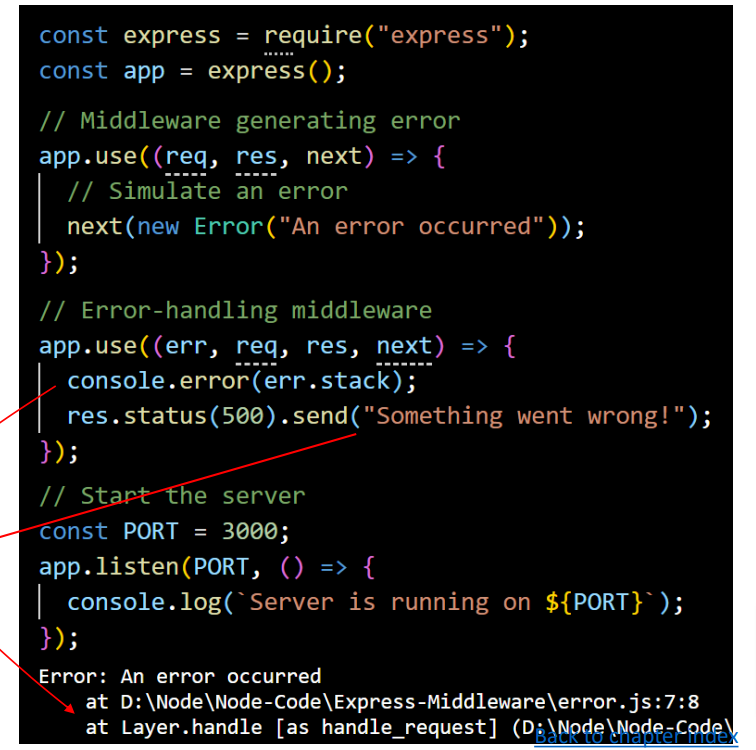 const express = require("express");
const app = express();
// Middleware generating error
app.use((req, res, next) => {
// Simulate an error
next(new Error("An error occurred"));
});
// Error-handling middleware
app.use((err, req, res, next) => {
console.error(err.stack);
res.status(500).send("Something went wrong!");
});
// Start the server
const PORT = 3000;
app.listen(PORT, () => {
console.log(`Server is running on ${PORT}`);
});
Error: An error occurred
at D:\Node\Node-Code\Express-Middleware\error.js:7:8
at Layer.handle [as handle_request] (D:\Node\Node-Code\
Back to chapter index